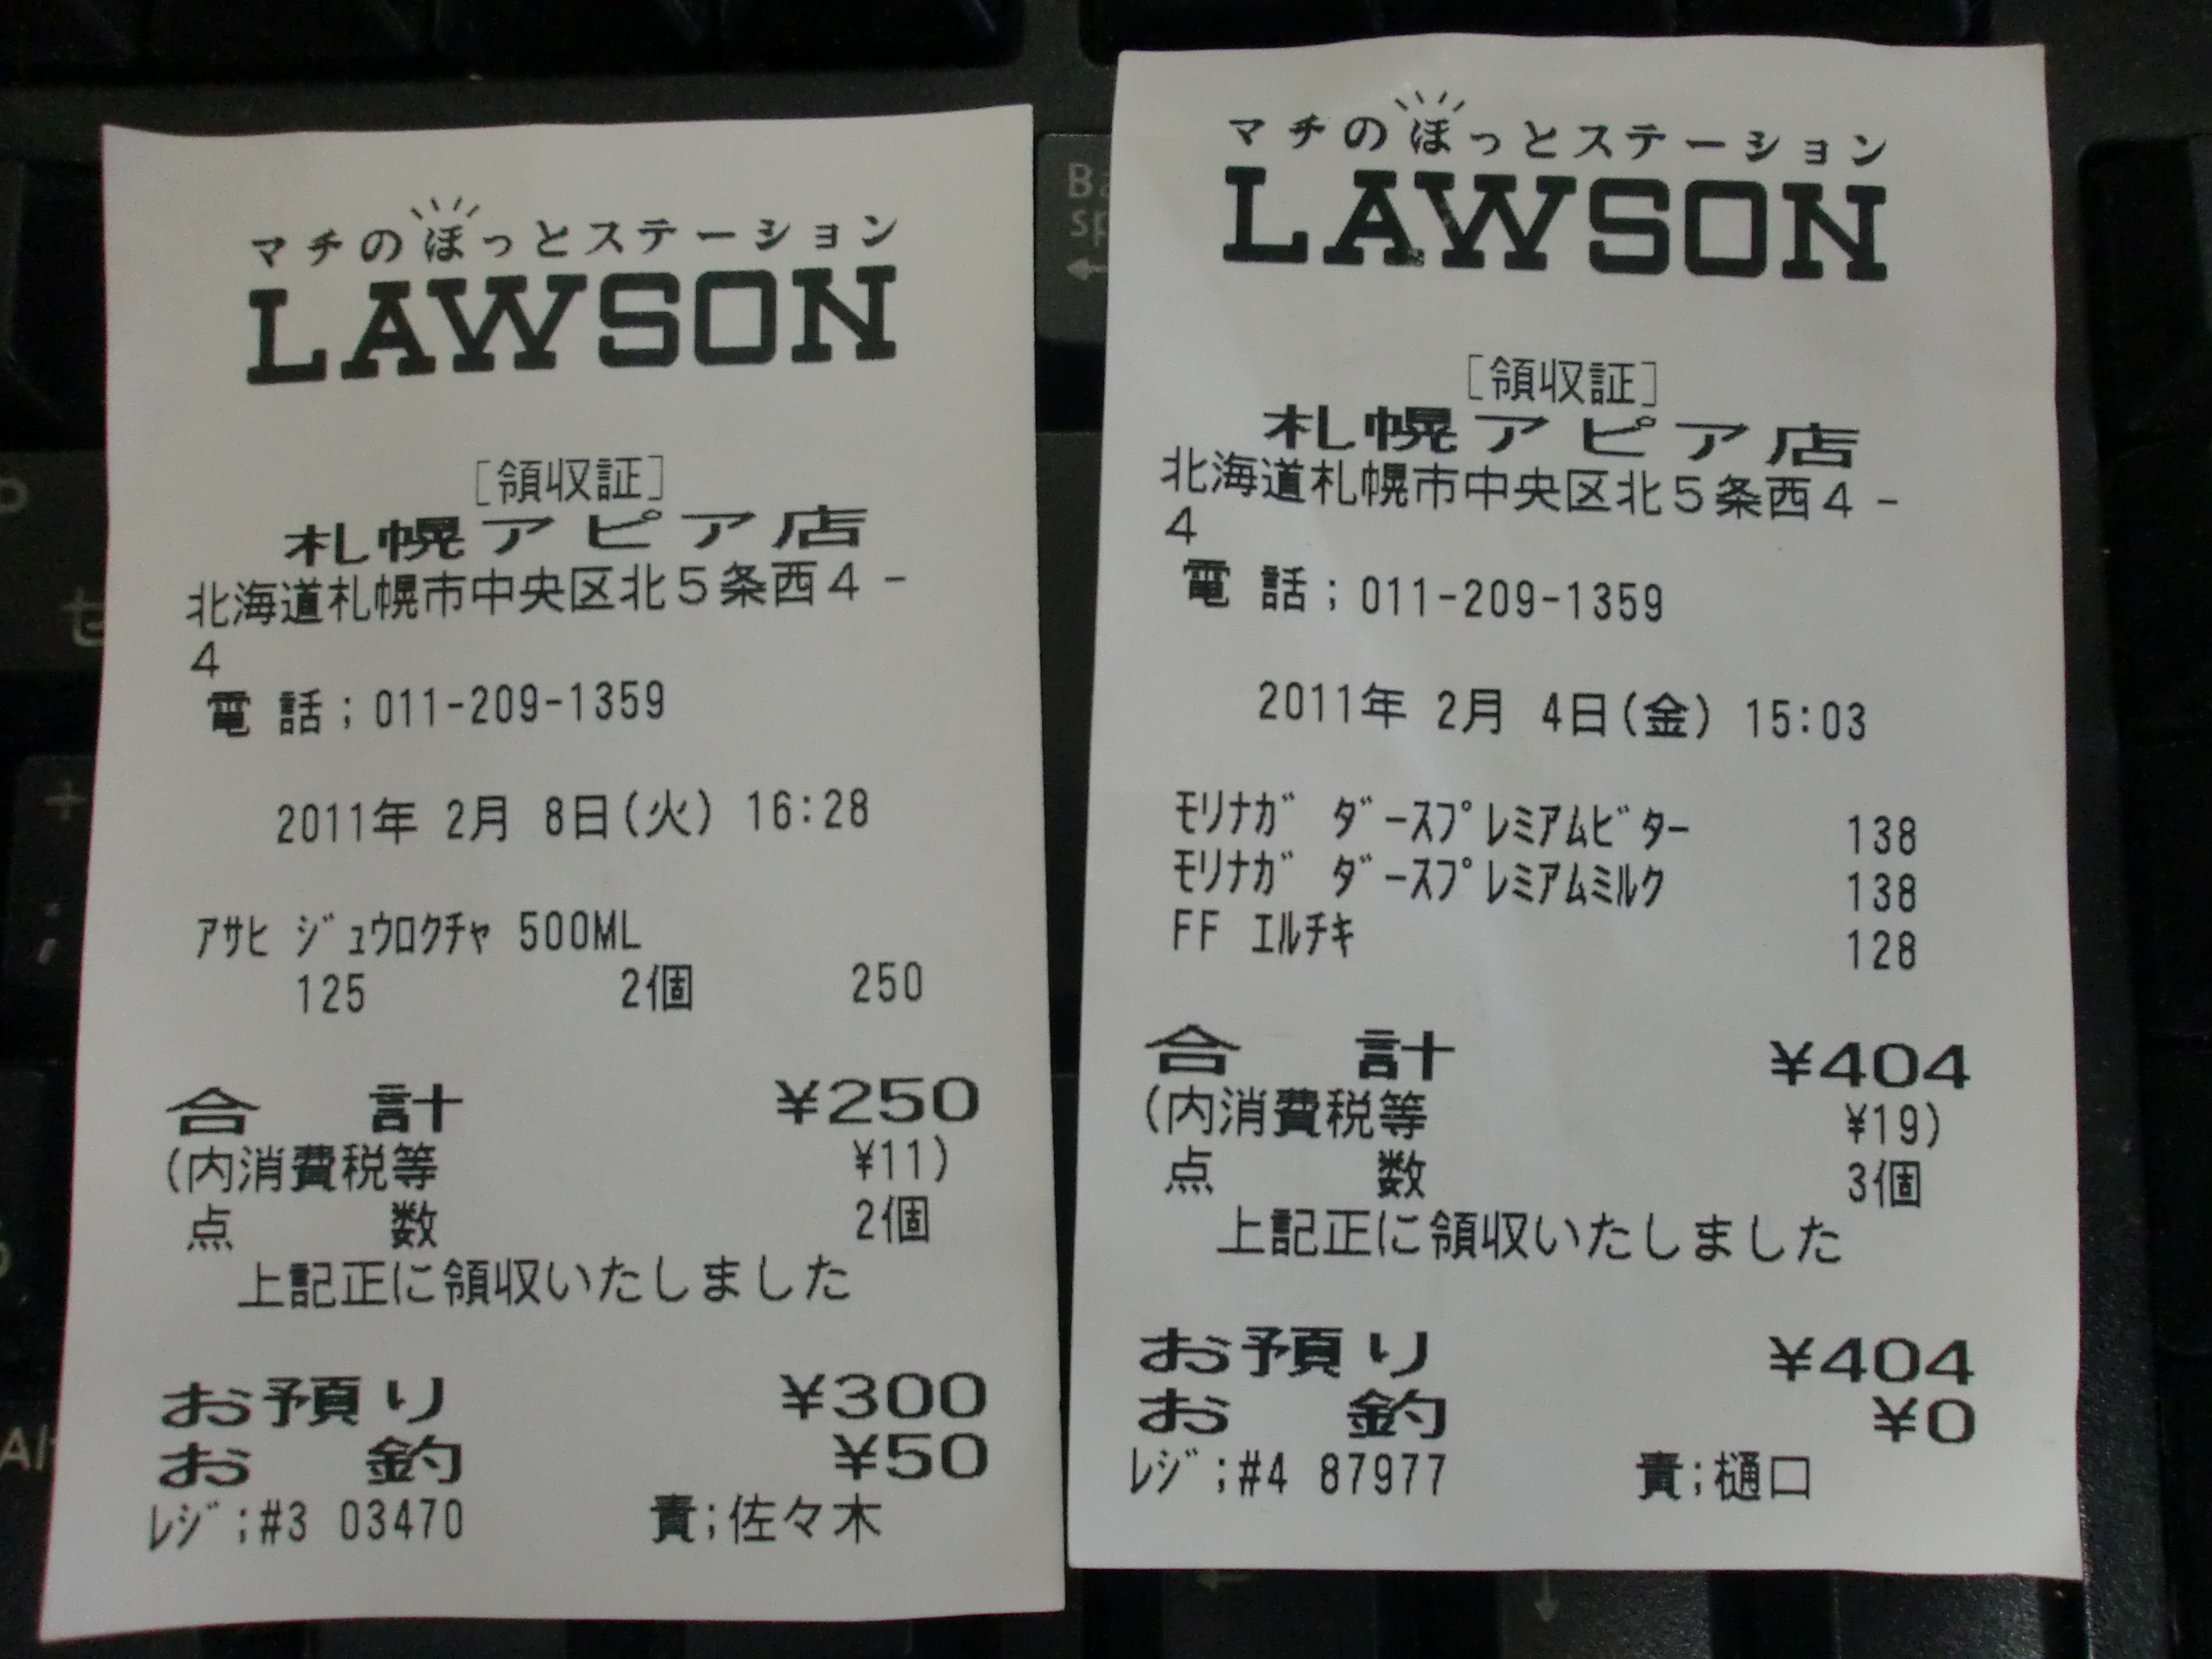 マチのほっとステーション
LAWSON
[領収証]
札幌アピア店
北海道札幌市中央区北5条西4-
4
電 話;011-209-1359
2011年 2月 8日(火) 16:28
ｱｻﾋ ｼﾞｭｳﾛｸﾁｬ 500ML
125 2個 250
合 計 ¥250
(内消費税等 ¥11)
点 数 2個
上記正に領収いたしました
お預り ¥300
お 釣 ¥50
ﾚｼﾞ;#3 03470 責;佐々木
マチのほっとステーション
LAWSON
[領収証]
札幌アピア店
北海道札幌市中央区北5条西4-
4
電 話;011-209-1359
2011年 2月 4日(金) 15:03
ﾓﾘﾅｶﾞ ﾀﾞｰｽﾌﾟﾚﾐｱﾑﾋﾞﾀｰ 138
ﾓﾘﾅｶﾞ ﾀﾞｰｽﾌﾟﾚﾐｱﾑﾐﾙｸ 138
FF ｴﾙﾁｷ 128
合 計 ¥404
(内消費税等 ¥19)
点 数 3個
上記正に領収いたしました
お預り ¥404
お 釣 ¥0
ﾚｼﾞ;#4 87977 責;樋口
Alt